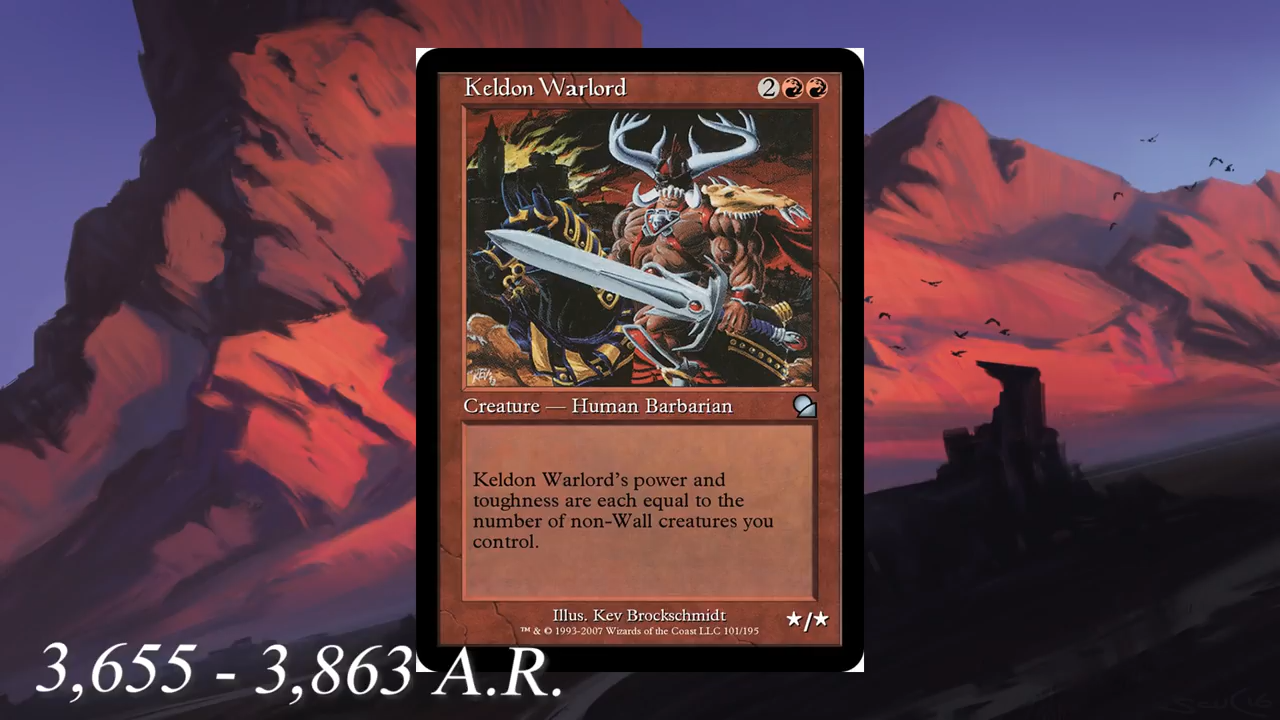 Keldon Warlord
2
Creature — Human Barbarian
Keldon Warlord's power and
toughness are each equal to the
number of non-Wall creatures you
control.
Illus. Kev Brockschmidt
™ & © 1993-2007 Wizards of the Coast LLC 101/195
★/★
3,655 - 3,863 A.R.